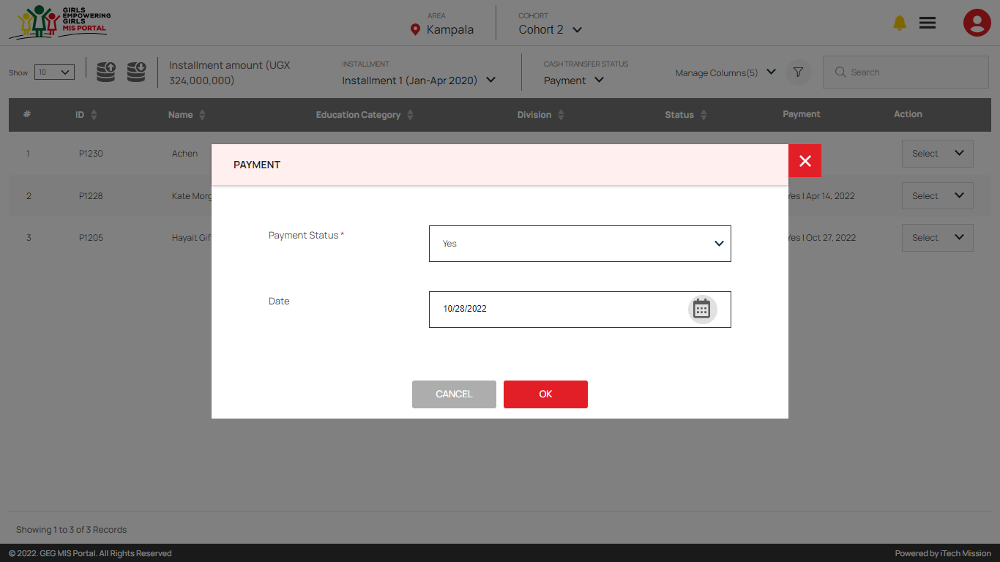 GIRLS
EMPOWERING
GIRLS
MIS PORTAL
AREA
Kampala
COHORT
Cohort 2
Show
10
Installment amount (UGX
324,000,000)
INSTALLMENT
Installment 1 (Jan-Apr 2020)
CASH TRANSFER STATUS
Payment
Manage Columns(5)
Search
# ID Name Education Category Division Status Payment Action
1 P1230 Achen Select
2 P1228 Kate Yes | Apr 14, 2022 Select
3 P1205 Hayait Yes | Oct 27, 2022 Select
PAYMENT
Payment Status *
Yes
Date
10/28/2022
CANCEL OK
Showing 1 to 3 of 3 Records
© 2022. GEG MIS Portal. All Rights Reserved
Powered by iTech Mission